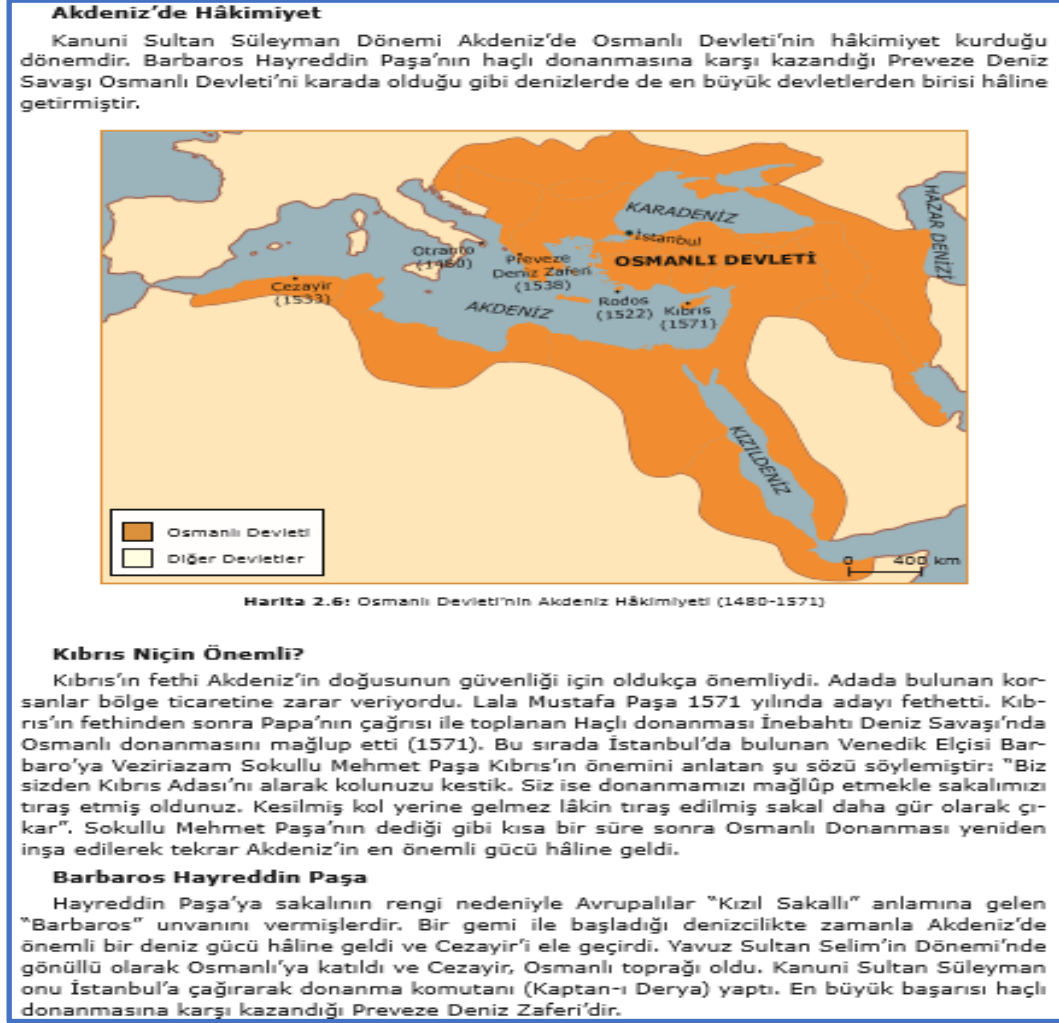 Akdeniz'de Hâkimiyet
Kanuni Sultan Süleyman Dönemi Akdeniz'de Osmanlı Devleti'nin hâkimiyet kurduğu
dönemdir. Barbaros Hayreddin Paşa'nın haçlı donanmasına karşı kazandığı Preveze Deniz
Savaşı Osmanlı Devleti'ni karada olduğu gibi denizlerde de en büyük devletlerden birisi hâline
getirmiştir.
KARADENİZ
HAZAR DENİZİ
İstanbul
Otranto
(1480)
Preveze
Deniz Zaferi
(1538)
OSMANLI DEVLETİ
Cezayir
(1533)
AKDENİZ
Rodos
(1522)
Kıbrıs
(1571)
KIZILDENİZ
Osmanlı Devleti
Diğer Devletler
0 400 km
Harita 2.6: Osmanlı Devleti'nin Akdeniz Hâkimiyeti (1480-1571)
Kıbrıs Niçin Önemli?
Kıbrıs'ın fethi Akdeniz'in doğusunun güvenliği için oldukça önemliydi. Adada bulunan kor-
sanlar bölge ticaretine zarar veriyordu. Lala Mustafa Paşa 1571 yılında adayı fethetti. Kıb-
rıs'ın fethinden sonra Papa'nın çağrısı ile toplanan Haçlı donanması İnebahtı Deniz Savaşı'nda
Osmanlı donanmasını mağlup etti (1571). Bu sırada İstanbul'da bulunan Venedik Elçisi Bar-
baro'ya Veziriazam Sokullu Mehmet Paşa Kıbrıs'ın önemini anlatan şu sözü söylemiştir: "Biz
sizden Kıbrıs Adası'nı alarak kolunuzu kestik. Siz ise donanmamızı mağlûp etmekle sakalımızı
tıraş etmiş oldunuz. Kesilmiş kol yerine gelmez lâkin tıraş edilmiş sakal daha gür olarak çı-
kar". Sokullu Mehmet Paşa'nın dediği gibi kısa bir süre sonra Osmanlı Donanması yeniden
inşa edilerek tekrar Akdeniz'in en önemli gücü hâline geldi.
Barbaros Hayreddin Paşa
Hayreddin Paşa'ya sakalının rengi nedeniyle Avrupalılar "Kızıl Sakallı" anlamına gelen
"Barbaros" unvanını vermişlerdir. Bir gemi ile başladığı denizcilikte zamanla Akdeniz'de
önemli bir deniz gücü hâline geldi ve Cezayir'i ele geçirdi. Yavuz Sultan Selim'in Dönemi'nde
gönüllü olarak Osmanlı'ya katıldı ve Cezayir, Osmanlı toprağı oldu. Kanuni Sultan Süleyman
onu İstanbul'a çağırarak donanma komutanı (Kaptan-ı Derya) yaptı. En büyük başarısı haçlı
donanmasına karşı kazandığı Preveze Deniz Zaferi'dir.